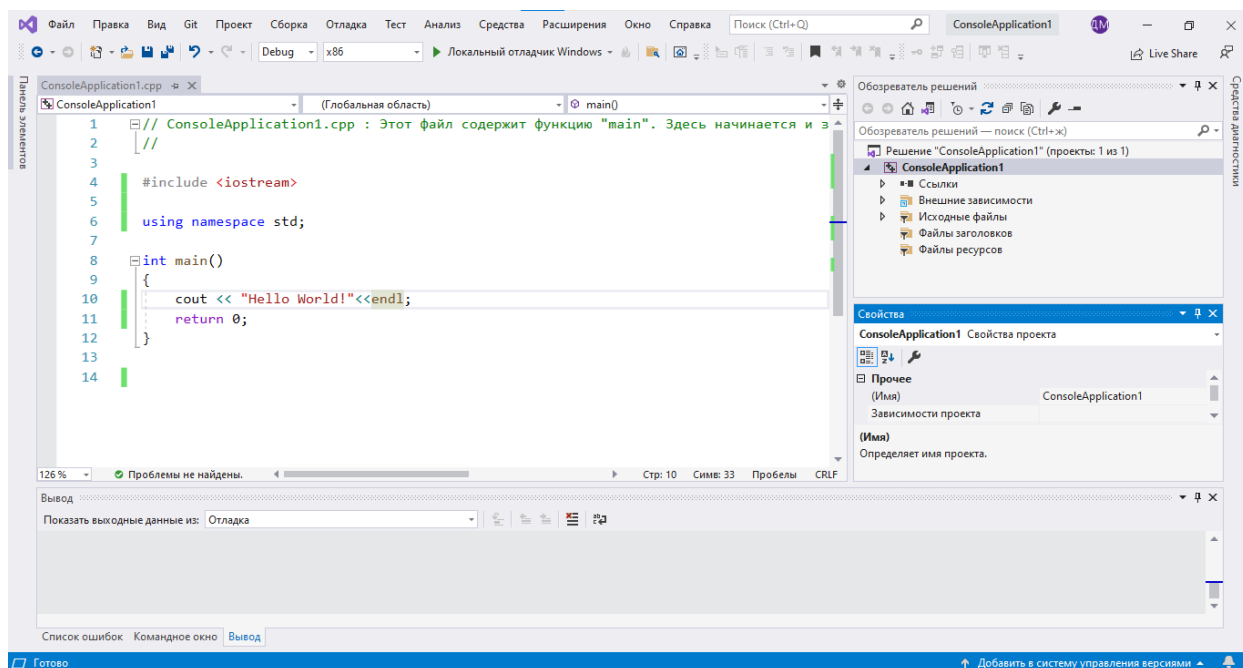 Файл Правка Вид Git Проект Сборка Отладка Тест Анализ Средства Расширения Окно Справка Поиск (Ctrl+Q) ConsoleApplication1 ДМ
Debug x86 Локальный отладчик Windows Live Share
Панель элементов
ConsoleApplication1.cpp
ConsoleApplication1 (Глобальная область) main()
1 // ConsoleApplication1.cpp : Этот файл содержит функцию "main". Здесь начинается и з
2 //
3
4 #include <iostream>
5
6 using namespace std;
7
8 int main()
9 {
10 cout << "Hello World!"<<endl;
11 return 0;
12 }
13
14
126 % Проблемы не найдены. Стр: 10 Симв: 33 Пробелы CRLF
Обозреватель решений
Обозреватель решений — поиск (Ctrl+ж)
Решение "ConsoleApplication1" (проекты: 1 из 1)
ConsoleApplication1
Ссылки
Внешние зависимости
Исходные файлы
Файлы заголовков
Файлы ресурсов
Свойства
ConsoleApplication1 Свойства проекта
Прочее
(Имя) ConsoleApplication1
Зависимости проекта
(Имя)
Определяет имя проекта.
Средства диагностики
Вывод
Показать выходные данные из: Отладка
Список ошибок Командное окно Вывод
Готово Добавить в систему управления версиями